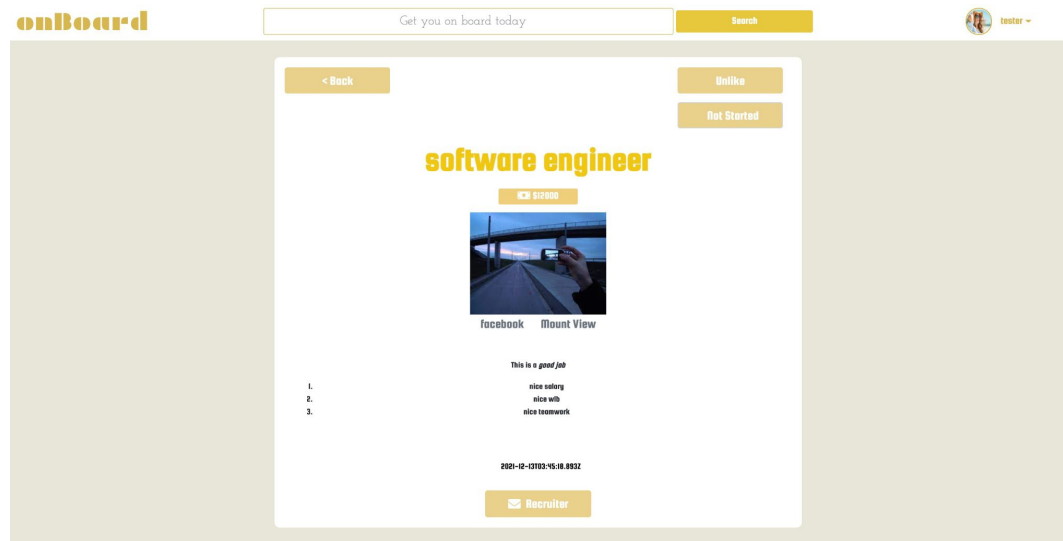 onBoard
Get you on board today
Search
tester
< Back
Unlike
Not Started
software engineer
$12000
facebook Mount View
This is a good job
1. nice salary
2. nice wlb
3. nice teamwork
2021-12-13T03:45:18.893Z
Recruiter